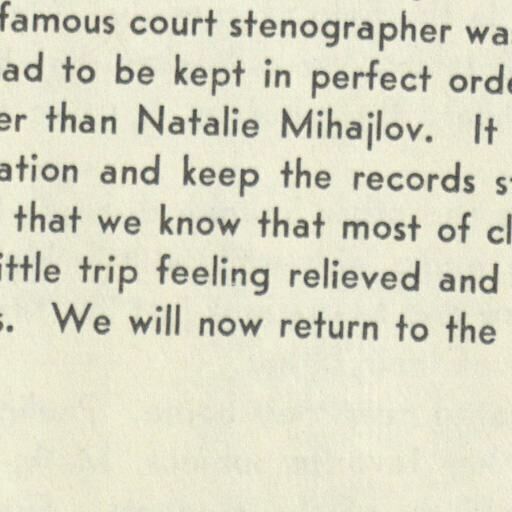 famous court stenographer wa
ad to be kept in perfect orde
er than Natalie Mihajlov. It
ation and keep the records s
that we know that most of cl
ittle trip feeling relieved and
s. We will now return to the